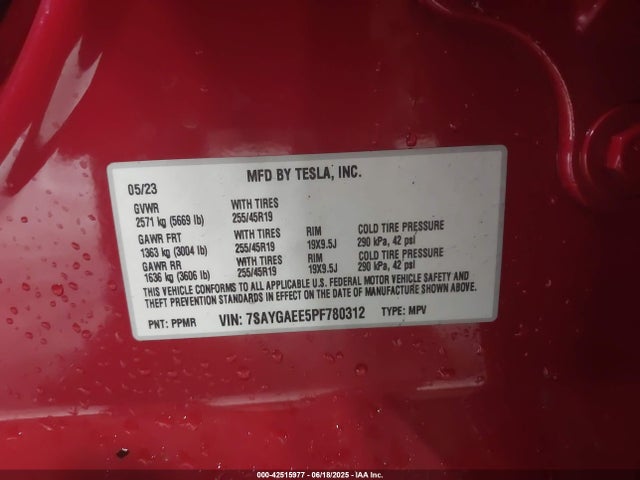 MFD BY TESLA, INC.
05/23
GVWR WITH TIRES
2571 kg (5669 lb) 255/45R19
GAWR FRT WITH TIRES RIM COLD TIRE PRESSURE
1363 kg (3004 lb) 255/45R19 19X9.5J 290 kPa, 42 psi
GAWR RR WITH TIRES RIM COLD TIRE PRESSURE
1636 kg (3606 lb) 255/45R19 19X9.5J 290 kPa, 42 psi
THIS VEHICLE CONFORMS TO ALL APPLICABLE U.S. FEDERAL MOTOR VEHICLE SAFETY AND
THEFT PREVENTION STANDARDS IN EFFECT ON THE DATE OF MANUFACTURE SHOWN ABOVE.
PNT: PPMR VIN: 7SAYGAEE5PF780312 TYPE: MPV
000-42515977 - 06/18/2025 - IAA Inc.